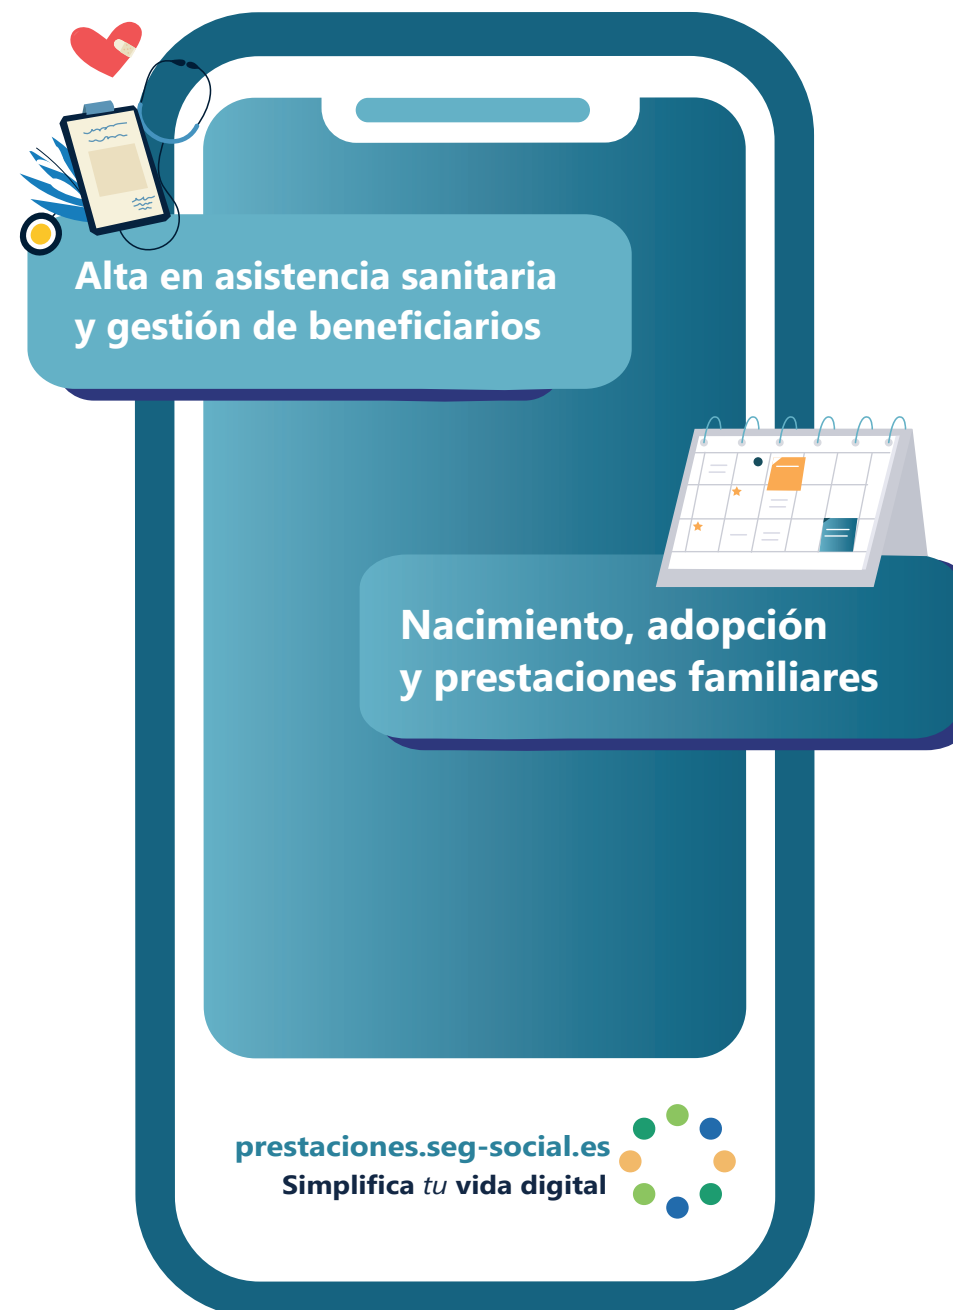 Alta en asistencia sanitaria
y gestión de beneficiarios
Nacimiento, adopción
y prestaciones familiares
prestaciones.seg-social.es
Simplifica tu vida digital